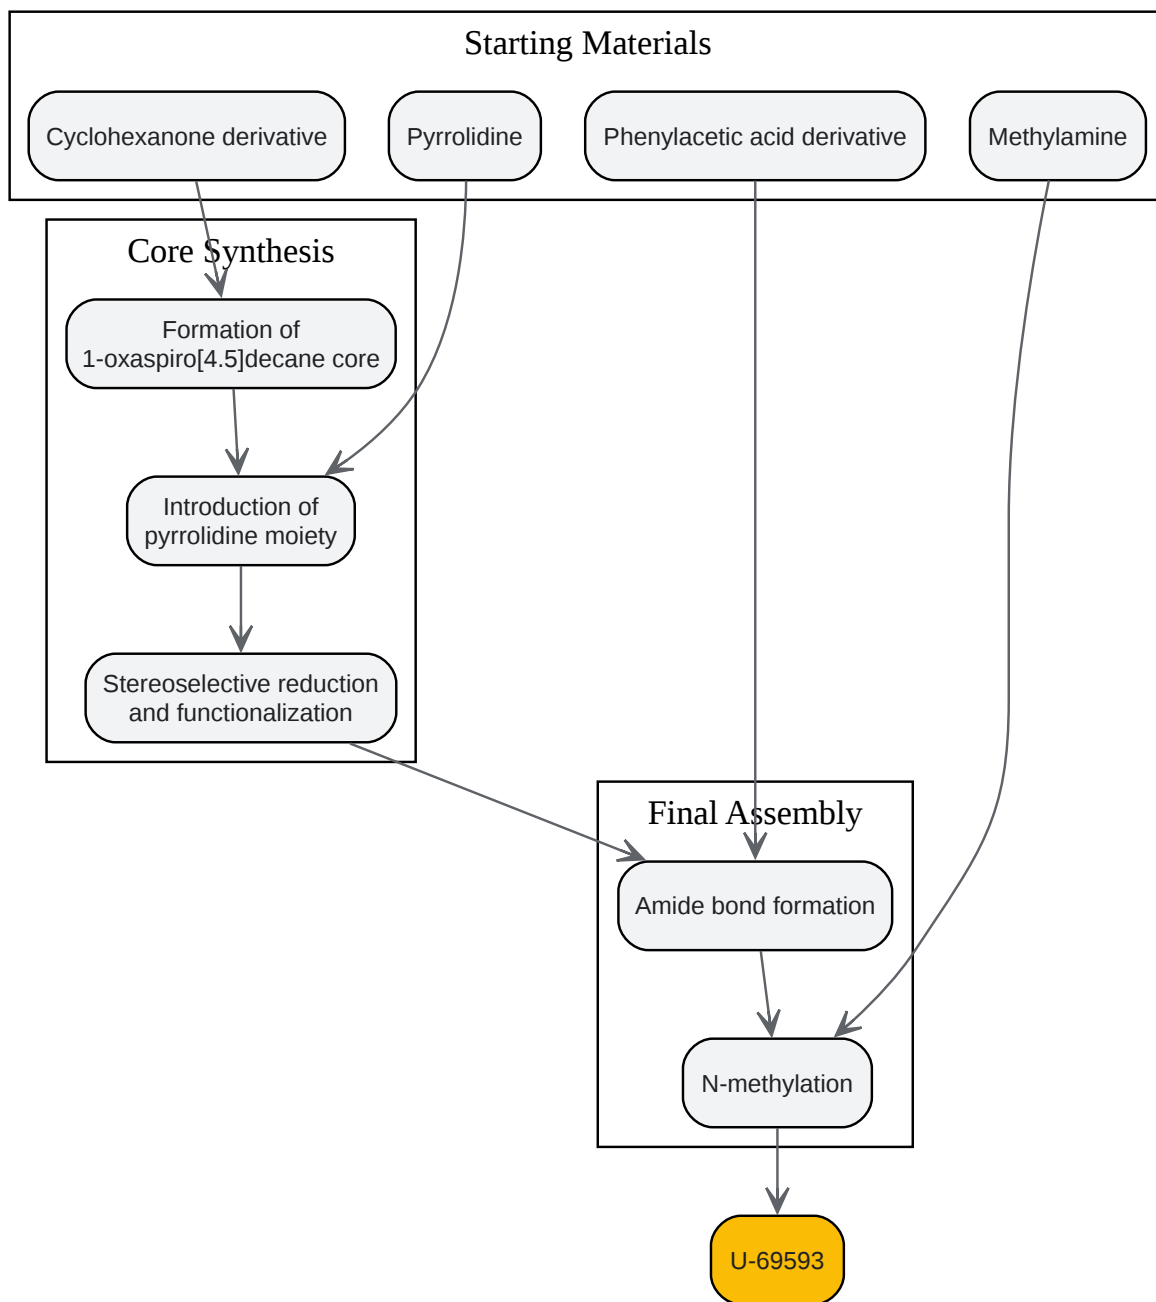 Starting Materials
Cyclohexanone derivative
Pyrrolidine
Phenylacetic acid derivative
Methylamine
Core Synthesis
Formation of
1-oxaspiro[4.5]decane core
Introduction of
pyrrolidine moiety
Stereoselective reduction
and functionalization
Final Assembly
Amide bond formation
N-methylation
U-69593